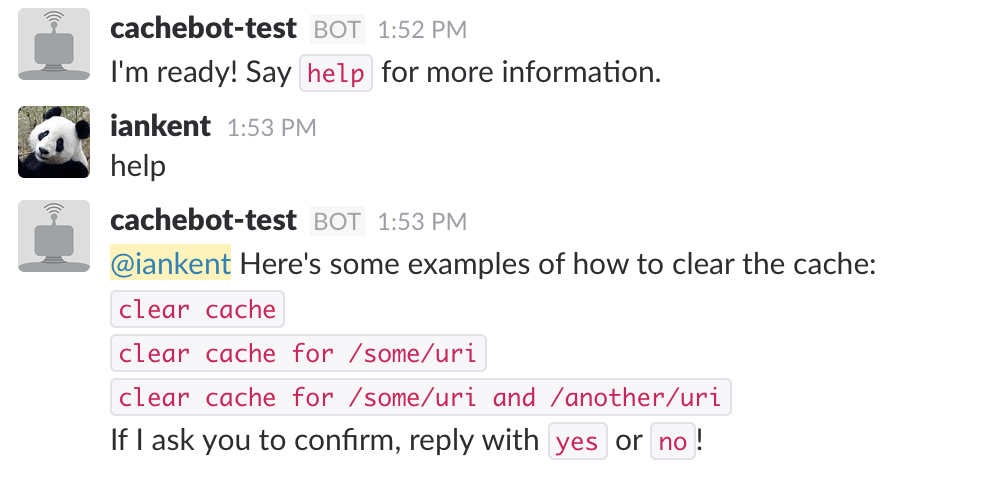 cachebot-test BOT 1:52 PM
I'm ready! Say help for more information.
iankent 1:53 PM
help
cachebot-test BOT 1:53 PM
@iankent Here's some examples of how to clear the cache:
clear cache
clear cache for /some/uri
clear cache for /some/uri and /another/uri
If I ask you to confirm, reply with yes or no!